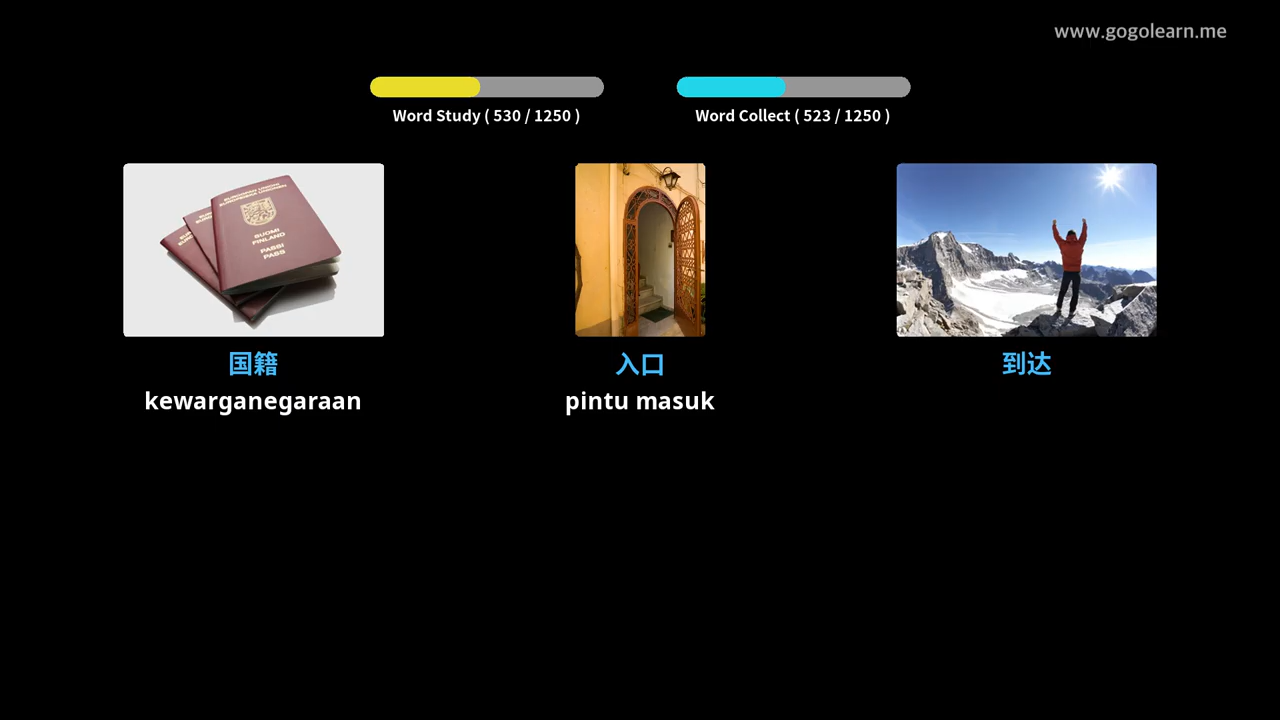 www.gogolearn.me
Word Study ( 530 / 1250 )
Word Collect ( 523 / 1250 )
SUOMI
FINLAND
PASSI
PASS
国籍
入口
到达
kewarganegaraan
pintu masuk